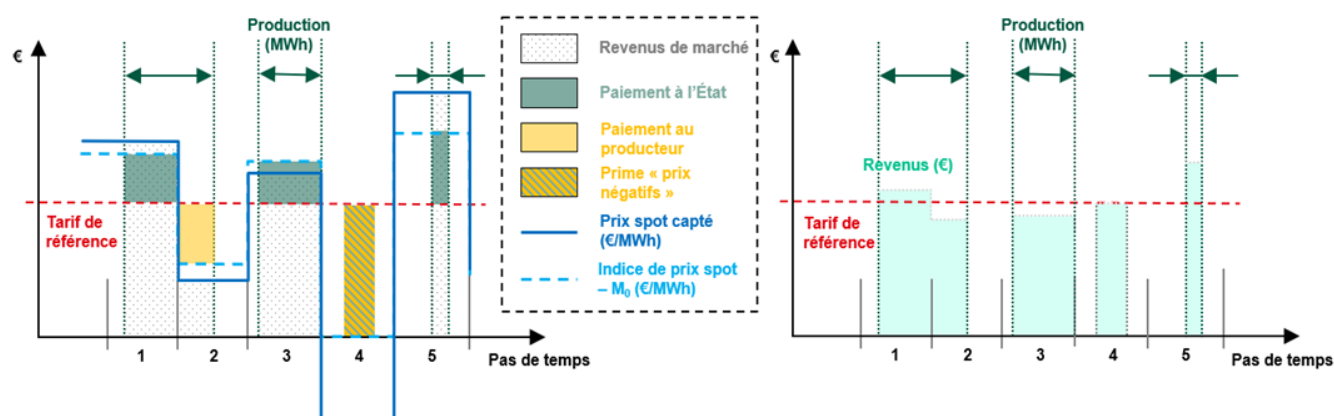 Production
(MWh)
€
Tarif de
référence
1
2
3
4
5
Pas de temps
Revenus de marché
Paiement à l'État
Paiement au
producteur
Prime « prix
négatifs »
Prix spot capté
(€/MWh)
Indice de prix spot
– M₀ (€/MWh)
Production
(MWh)
€
Revenus (€)
Tarif de
référence
1
2
3
4
5
Pas de temps